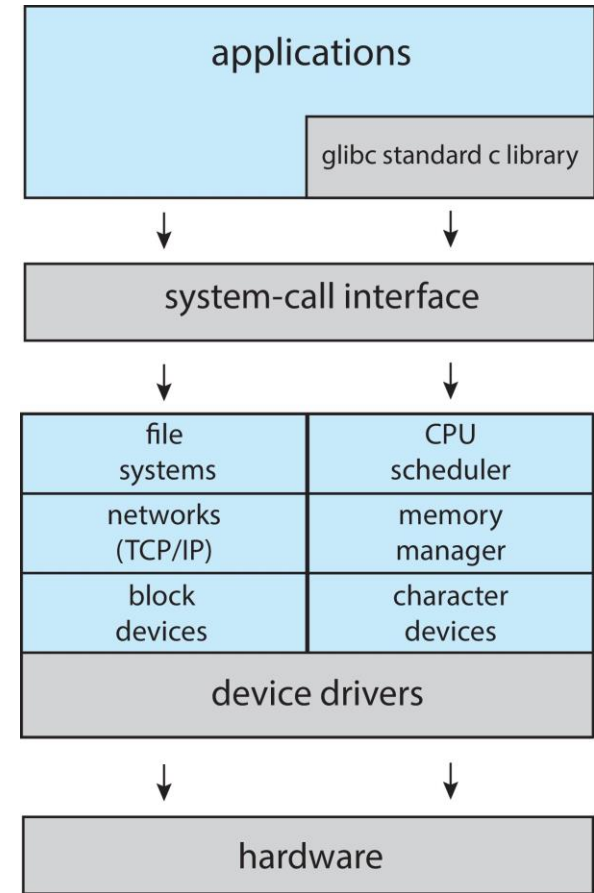 applications
glibc standard c library
system-call interface
file
systems
CPU
scheduler
networks
(TCP/IP)
memory
manager
block
devices
character
devices
device drivers
hardware